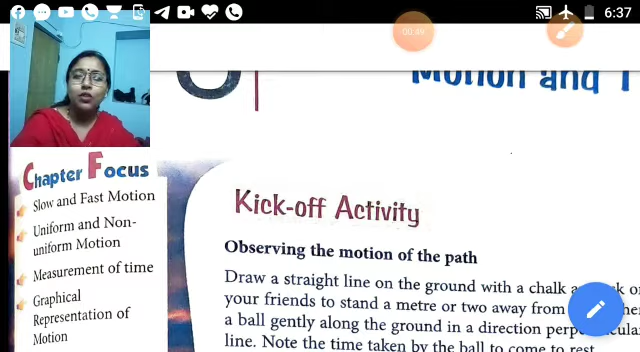 6:37
00:49
Motion and
Chapter Focus
Slow and Fast Motion
Uniform and Non-
uniform Motion
Measurement of time
Graphical
Representation of
Motion
Kick-off Activity
Observing the motion of the path
Draw a straight line on the ground with a chalk
your friends to stand a metre or two away from
a ball gently along the ground in a direction
line. Note the time taken by the ball to come to rest